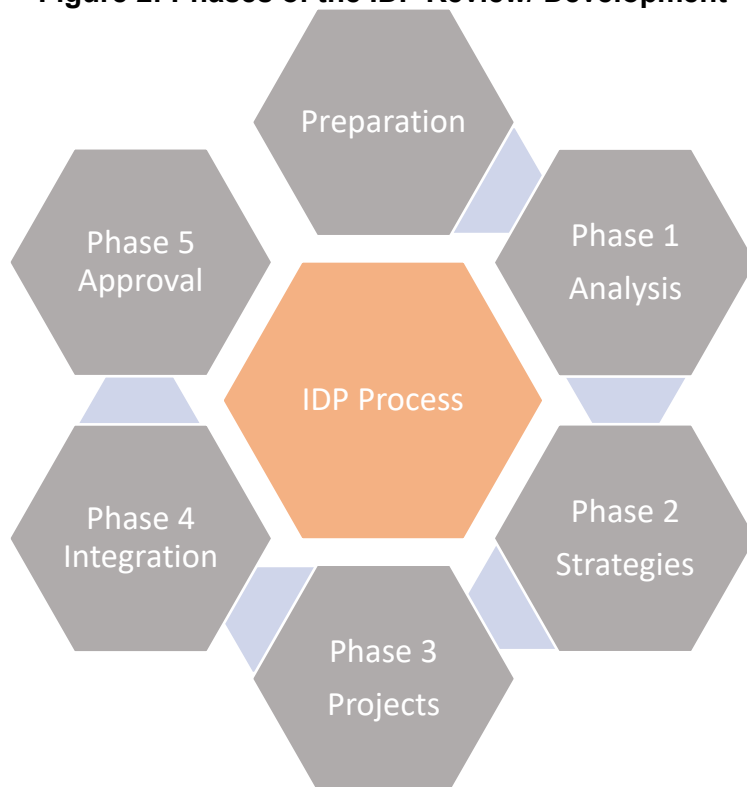 Figure 2: Phases of the IDP Review/ Development
Preparation
Phase 1
Analysis
Phase 2
Strategies
Phase 3
Projects
Phase 4
Integration
Phase 5
Approval
IDP Process